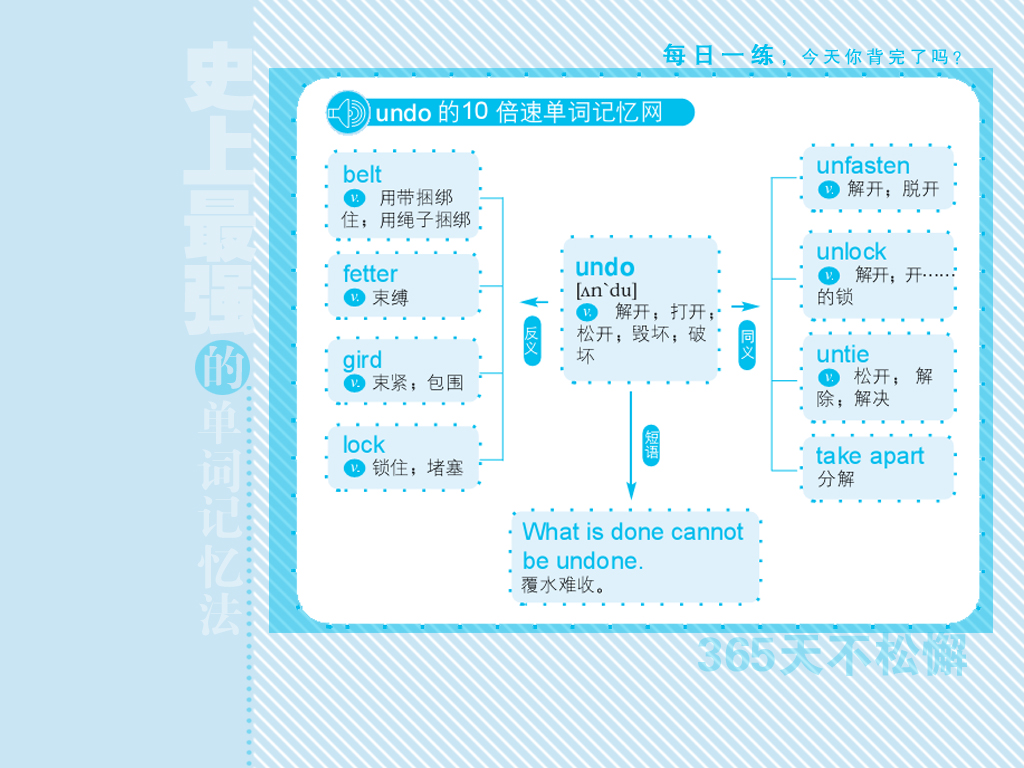 史上最强的单词记忆法
每日一练，今天你背完了吗?
undo 的10 倍速单词记忆网
belt
v. 用带捆绑
住；用绳子捆绑
fetter
v. 束缚
gird
v. 束紧；包围
lock
v. 锁住；堵塞
反义
undo
[ʌn`du]
v. 解开；打开；
松开；毁坏；破
坏
同义
unfasten
v. 解开；脱开
unlock
v. 解开；开……
的锁
untie
v. 松开； 解
除；解决
take apart
分解
短语
What is done cannot
be undone.
覆水难收。
365天不松懈